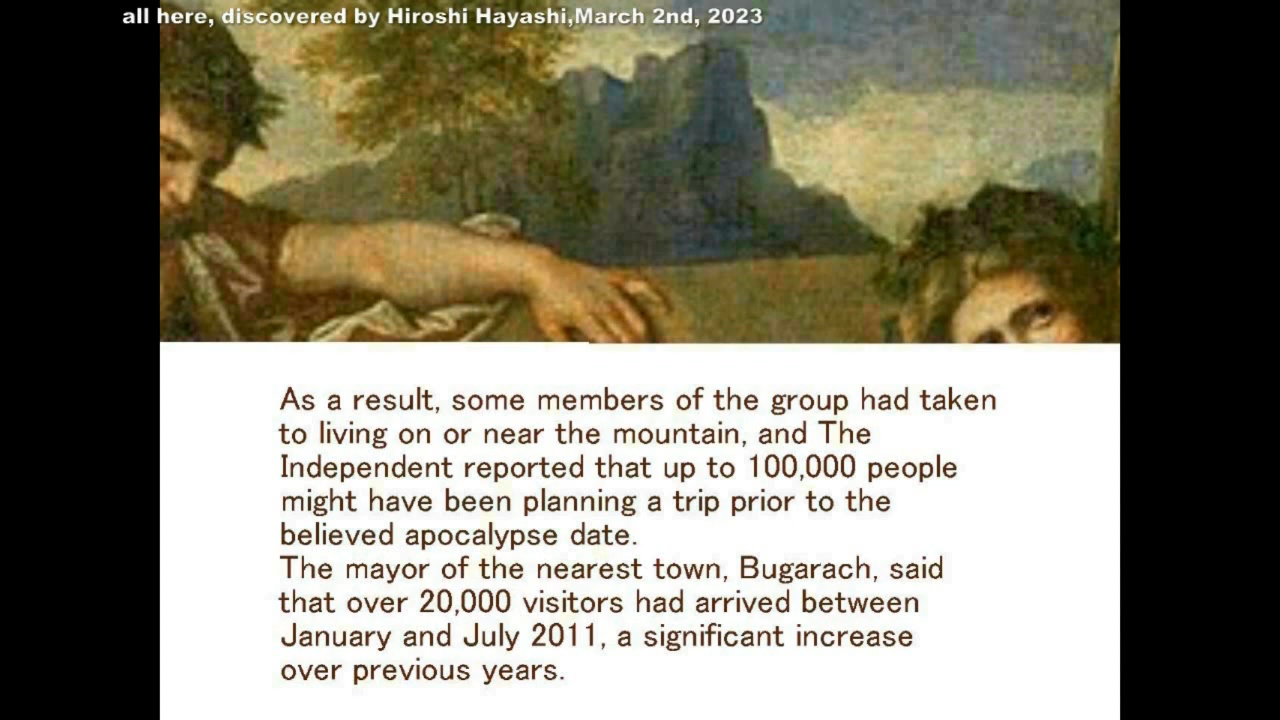 all here, discovered by Hiroshi Hayashi,March 2nd, 2023
As a result, some members of the group had taken
to living on or near the mountain, and The
Independent reported that up to 100,000 people
might have been planning a trip prior to the
believed apocalypse date.
The mayor of the nearest town, Bugarach, said
that over 20,000 visitors had arrived between
January and July 2011, a significant increase
over previous years.